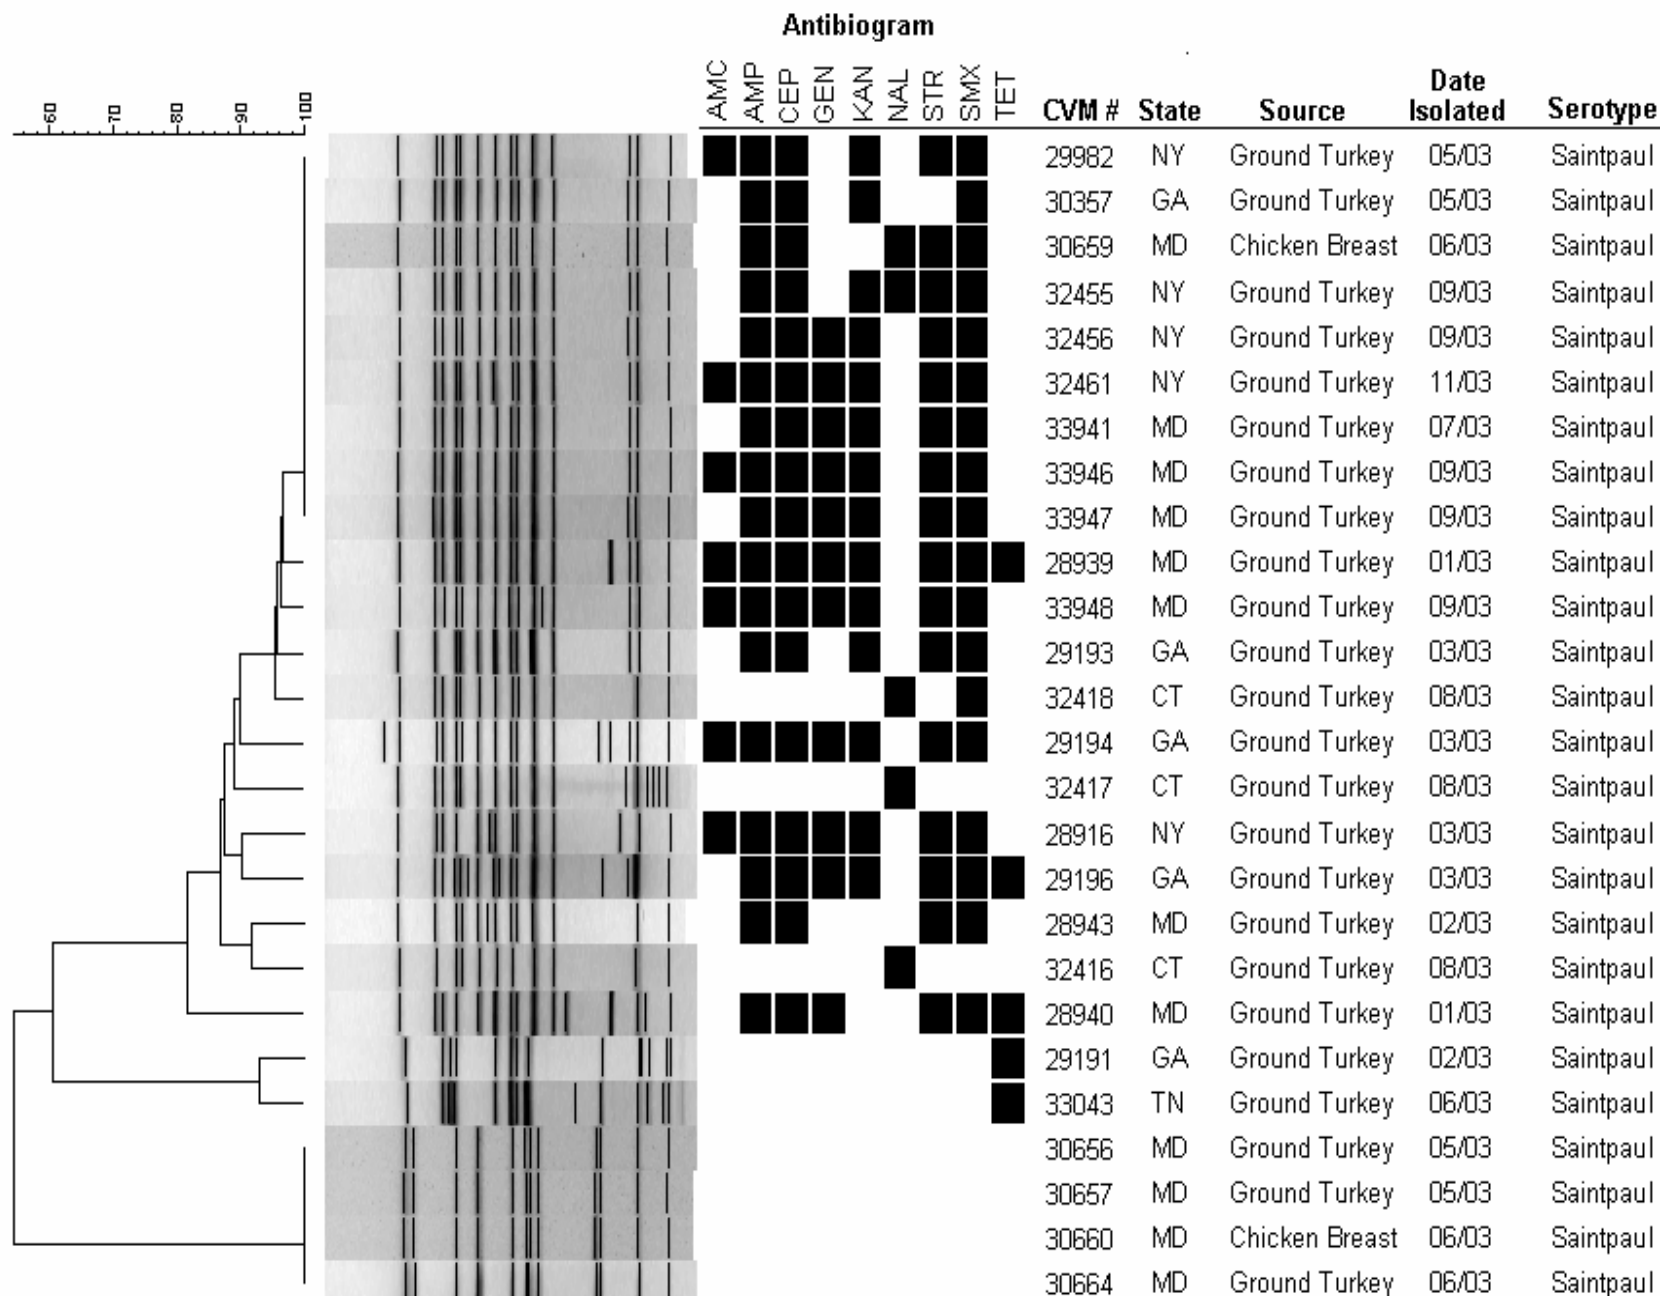 Antibiogram
60 70 80 90 100 AMC AMP CEP GEN KAN NAL STR SMX TET CVM # State Source Date Isolated Serotype
29982 NY Ground Turkey 05/03 Saintpaul
30357 GA Ground Turkey 05/03 Saintpaul
30659 MD Chicken Breast 06/03 Saintpaul
32455 NY Ground Turkey 09/03 Saintpaul
32456 NY Ground Turkey 09/03 Saintpaul
32461 NY Ground Turkey 11/03 Saintpaul
33941 MD Ground Turkey 07/03 Saintpaul
33946 MD Ground Turkey 09/03 Saintpaul
33947 MD Ground Turkey 09/03 Saintpaul
28939 MD Ground Turkey 01/03 Saintpaul
33948 MD Ground Turkey 09/03 Saintpaul
29193 GA Ground Turkey 03/03 Saintpaul
32418 CT Ground Turkey 08/03 Saintpaul
29194 GA Ground Turkey 03/03 Saintpaul
32417 CT Ground Turkey 08/03 Saintpaul
28916 NY Ground Turkey 03/03 Saintpaul
29196 GA Ground Turkey 03/03 Saintpaul
28943 MD Ground Turkey 02/03 Saintpaul
32416 CT Ground Turkey 08/03 Saintpaul
28940 MD Ground Turkey 01/03 Saintpaul
29191 GA Ground Turkey 02/03 Saintpaul
33043 TN Ground Turkey 06/03 Saintpaul
30656 MD Ground Turkey 05/03 Saintpaul
30657 MD Ground Turkey 05/03 Saintpaul
30660 MD Chicken Breast 06/03 Saintpaul
30664 MD Ground Turkey 06/03 Saintpaul